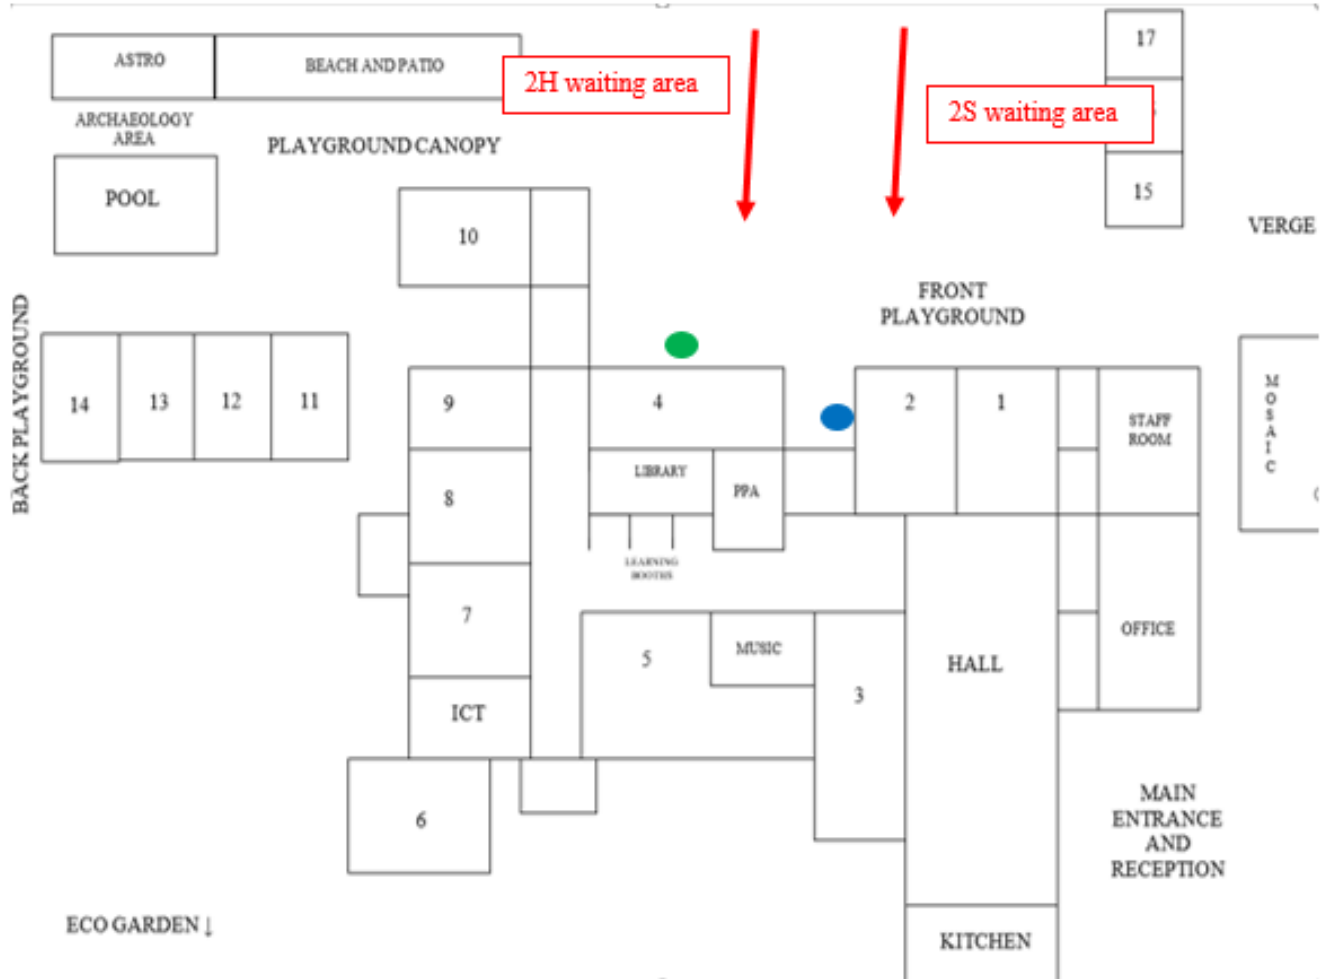 ASTRO
BEACH AND PATIO
2H waiting area
2S waiting area
17
ARCHAEOLOGY
AREA
PLAYGROUND CANOPY
POOL
15
VERGE
10
FRONT
PLAYGROUND
BACK PLAYGROUND
14
13
12
11
9
4
2
1
STAFF
ROOM
MOSAIC
8
LIBRARY
PPA
LEARNING
BOOTHS
7
5
MUSIC
3
HALL
OFFICE
ICT
6
MAIN
ENTRANCE
AND
RECEPTION
ECO GARDEN ↓
KITCHEN